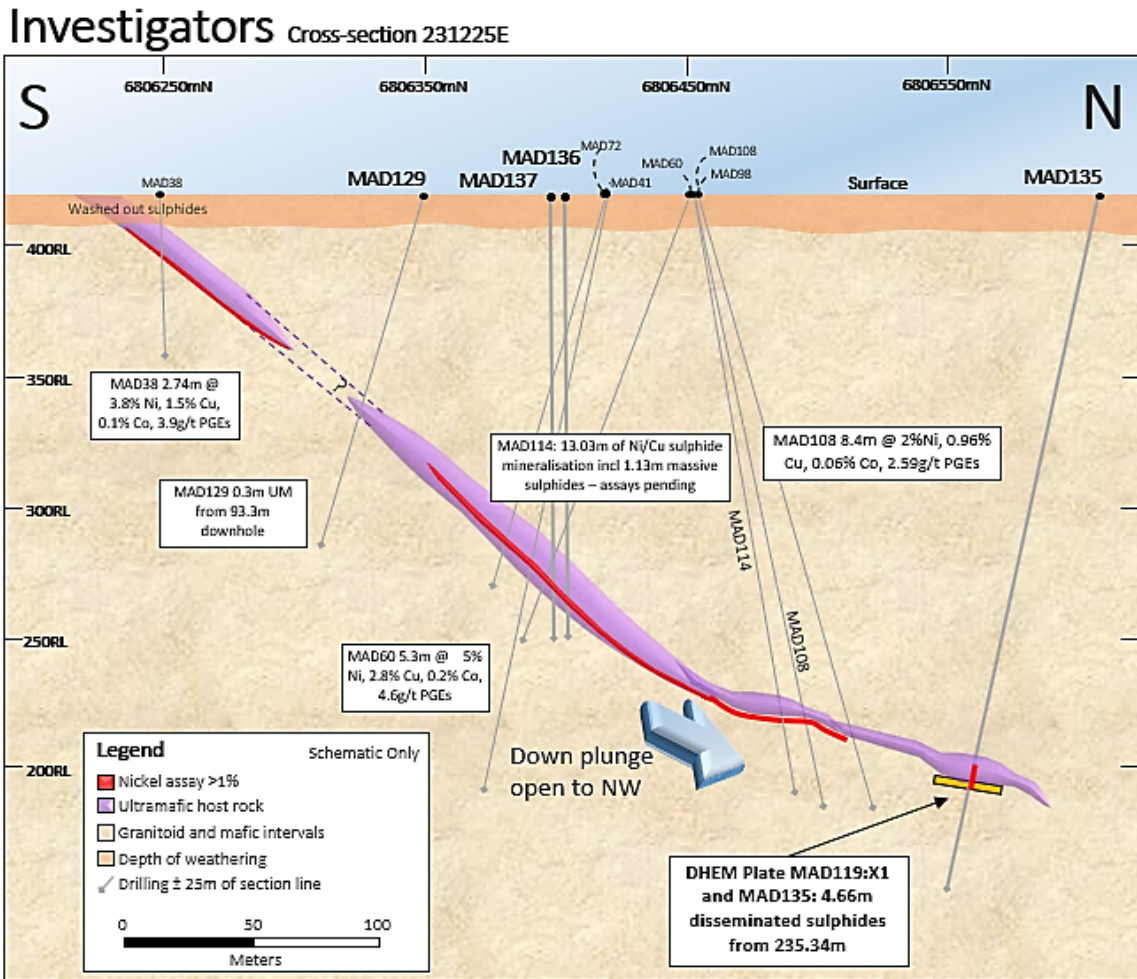 Investigators Cross-section 231225E
6806250mN
6806350mN
6806450mN
6806550mN
S
N
MAD72
MAD136
MAD108
MAD60
MAD98
MAD38
MAD129
MAD137
MAD41
Surface
MAD135
Washed out sulphides
400RL
350RL
MAD38 2.74m @
3.8% Ni, 1.5% Cu,
0.1% Co, 3.9g/t PGEs
?
MAD114: 13.03m of Ni/Cu sulphide
mineralisation incl 1.13m massive
sulphides – assays pending
MAD108 8.4m @ 2%Ni, 0.96%
Cu, 0.06% Co, 2.59g/t PGEs
MAD129 0.3m UM
from 93.3m
downhole
300RL
MAD114
MAD108
250RL
MAD60 5.3m @ 5%
Ni, 2.8% Cu, 0.2% Co,
4.6g/t PGEs
Down plunge
open to NW
200RL
Legend
Schematic Only
Nickel assay >1%
Ultramafic host rock
Granitoid and mafic intervals
Depth of weathering
Drilling ± 25m of section line
0 50 100
Meters
DHEM Plate MAD119:X1
and MAD135: 4.66m
disseminated sulphides
from 235.34m